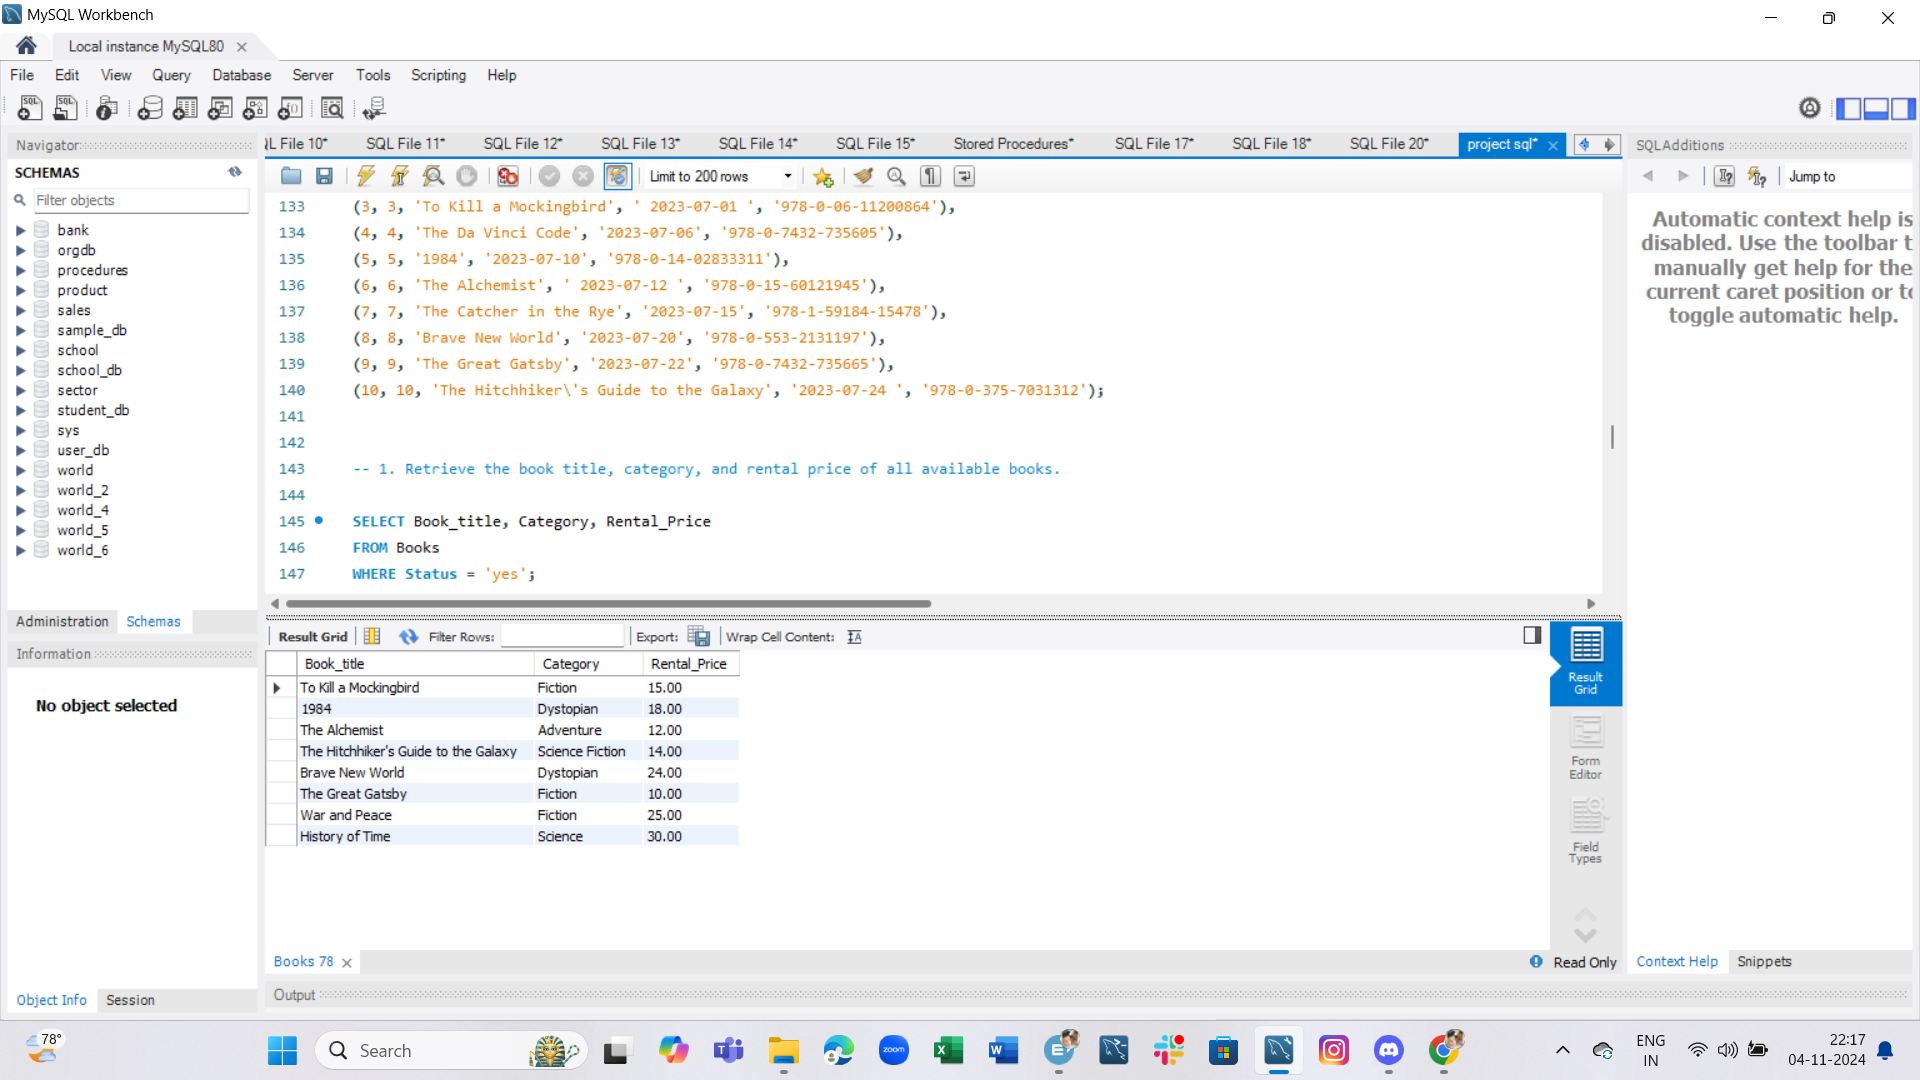 MySQL Workbench
Local instance MySQL80
File Edit View Query Database Server Tools Scripting Help
Navigator
SCHEMAS
Filter objects
bank
orgdb
procedures
product
sales
sample_db
school
school_db
sector
student_db
sys
user_db
world
world_2
world_4
world_5
world_6
Administration Schemas
Information
No object selected
Object Info Session
QL File 10* SQL File 11* SQL File 12* SQL File 13* SQL File 14* SQL File 15* Stored Procedures* SQL File 17* SQL File 18* SQL File 20* project sql*
Limit to 200 rows
133 (3, 3, 'To Kill a Mockingbird', ' 2023-07-01 ', '978-0-06-11200864'),
134 (4, 4, 'The Da Vinci Code', '2023-07-06', '978-0-7432-735605'),
135 (5, 5, '1984', '2023-07-10', '978-0-14-02833311'),
136 (6, 6, 'The Alchemist', ' 2023-07-12 ', '978-0-15-60121945'),
137 (7, 7, 'The Catcher in the Rye', '2023-07-15', '978-1-59184-15478'),
138 (8, 8, 'Brave New World', '2023-07-20', '978-0-553-2131197'),
139 (9, 9, 'The Great Gatsby', '2023-07-22', '978-0-7432-735665'),
140 (10, 10, 'The Hitchhiker\'s Guide to the Galaxy', '2023-07-24 ', '978-0-375-7031312');
141
142
143 -- 1. Retrieve the book title, category, and rental price of all available books.
144
145 SELECT Book_title, Category, Rental_Price
146 FROM Books
147 WHERE Status = 'yes';
Result Grid Filter Rows: Export: Wrap Cell Content:
Book_title Category Rental_Price
To Kill a Mockingbird Fiction 15.00
1984 Dystopian 18.00
The Alchemist Adventure 12.00
The Hitchhiker's Guide to the Galaxy Science Fiction 14.00
Brave New World Dystopian 24.00
The Great Gatsby Fiction 10.00
War and Peace Fiction 25.00
History of Time Science 30.00
Result
Grid
Form
Editor
Field
Types
Books 78
Read Only
Output
SQLAdditions
Jump to
Automatic context help is
disabled. Use the toolbar t
manually get help for the
current caret position or to
toggle automatic help.
Context Help Snippets
78°
Search
zoom
ENG
IN
22:17
04-11-2024